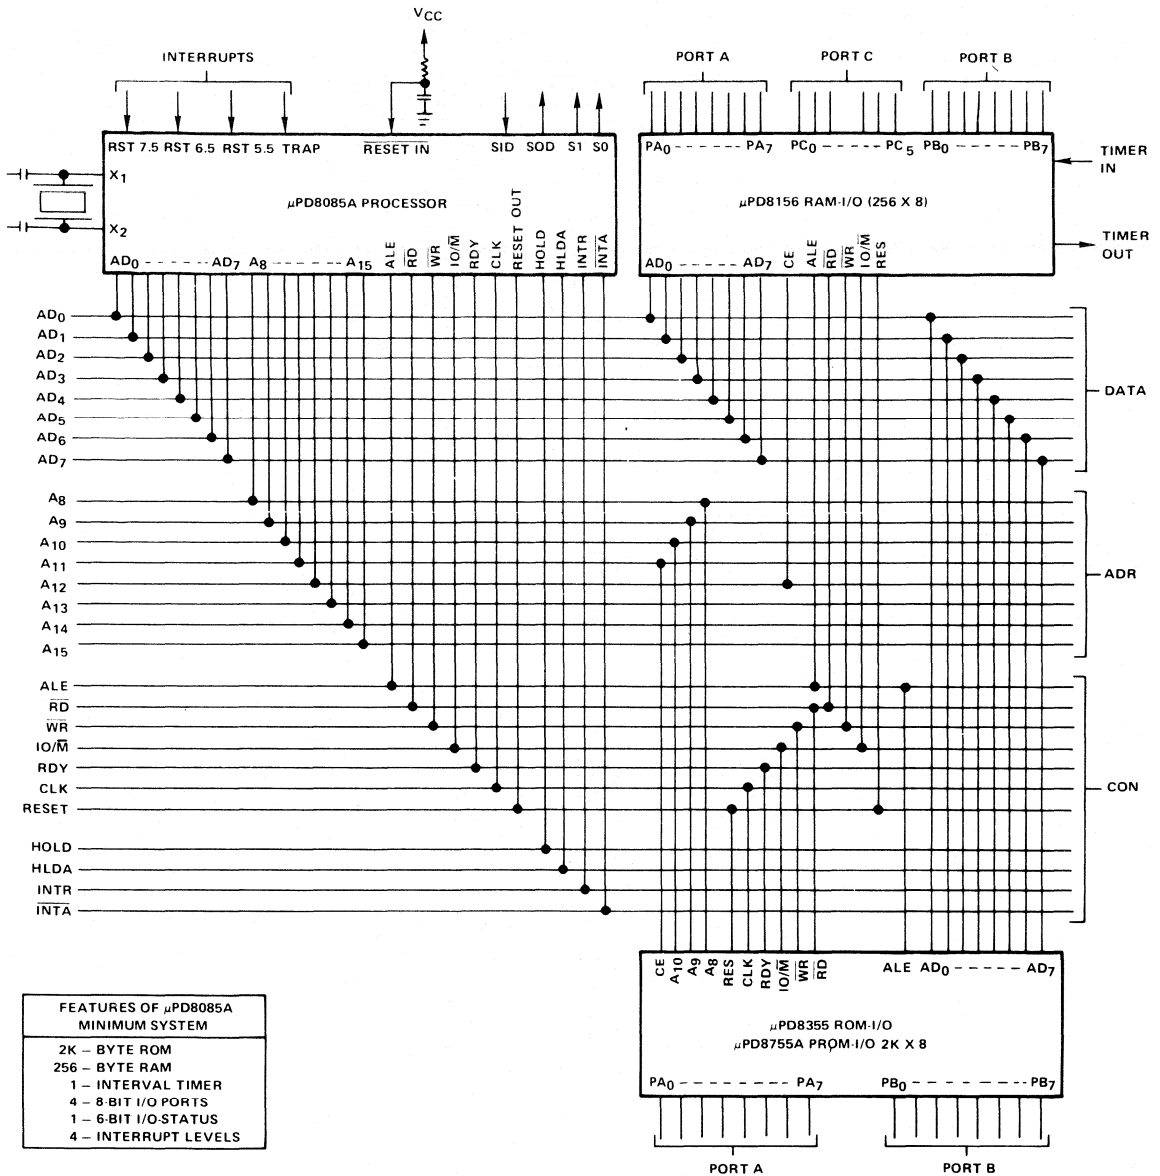 VCC
INTERRUPTS
PORT A
PORT C
PORT B
RST 7.5 RST 6.5 RST 5.5 TRAP RESET IN SID SOD S1 S0
X1
X2
μPD8085A PROCESSOR
AD0 - - - - - - AD7 A8 - - - - - - - - - A15 ALE RD WR IO/M RDY CLK RESET OUT HOLD HLDA INTR INTA
PA0 - - - - - PA7 PC0 - - - - - PC5 PB0 - - - - - PB7
TIMER IN
μPD8156 RAM-I/O (256 X 8)
TIMER OUT
AD0 - - - - - AD7 CE ALE RD WR IO/M RES
AD0
AD1
AD2
AD3
AD4
AD5
AD6
AD7
DATA
A8
A9
A10
A11
A12
A13
A14
A15
ADR
ALE
RD
WR
IO/M
RDY
CLK
RESET
HOLD
HLDA
INTR
INTA
CON
CE A10 A9 A8 RES CLK RDY IO/M WR RD ALE AD0 - - - - - - AD7
μPD8355 ROM-I/O
μPD8755A PROM-I/O 2K X 8
PA0 - - - - - - - - - PA7 PB0 - - - - - - - - - PB7
PORT A
PORT B
FEATURES OF μPD8085A
MINIMUM SYSTEM
2K – BYTE ROM
256 – BYTE RAM
1 – INTERVAL TIMER
4 – 8-BIT I/O PORTS
1 – 6-BIT I/O-STATUS
4 – INTERRUPT LEVELS